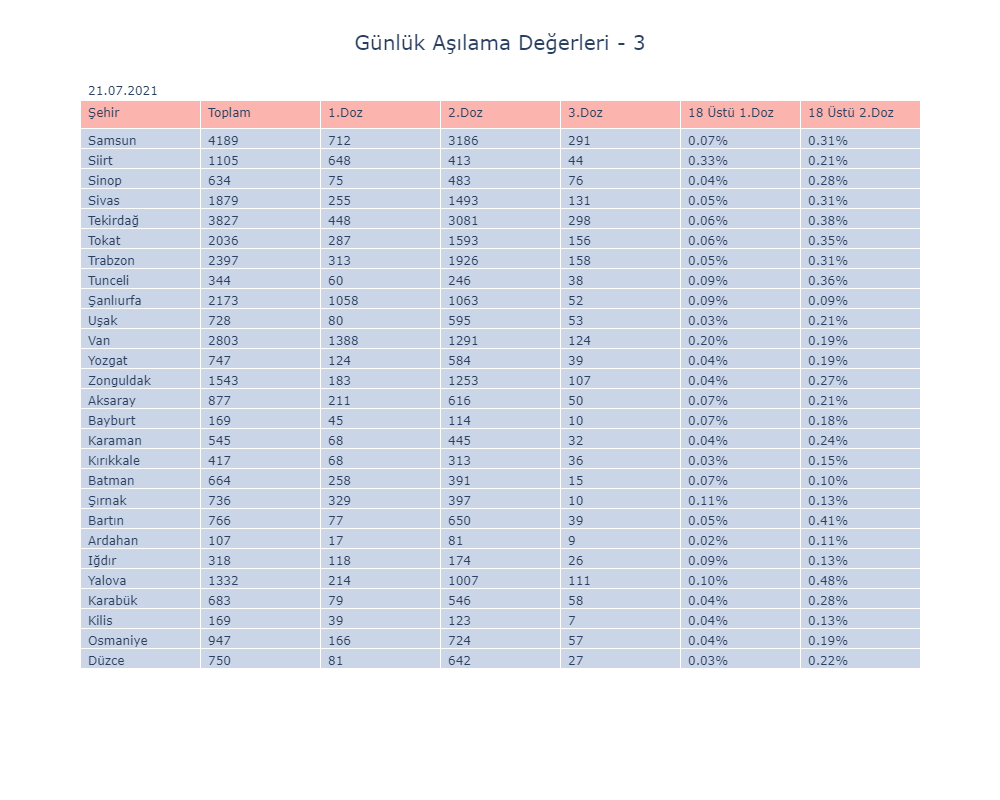 Günlük Aşılama Değerleri - 3
21.07.2021
Şehir Toplam 1.Doz 2.Doz 3.Doz 18 Üstü 1.Doz 18 Üstü 2.Doz
Samsun 4189 712 3186 291 0.07% 0.31%
Siirt 1105 648 413 44 0.33% 0.21%
Sinop 634 75 483 76 0.04% 0.28%
Sivas 1879 255 1493 131 0.05% 0.31%
Tekirdağ 3827 448 3081 298 0.06% 0.38%
Tokat 2036 287 1593 156 0.06% 0.35%
Trabzon 2397 313 1926 158 0.05% 0.31%
Tunceli 344 60 246 38 0.09% 0.36%
Şanlıurfa 2173 1058 1063 52 0.09% 0.09%
Uşak 728 80 595 53 0.03% 0.21%
Van 2803 1388 1291 124 0.20% 0.19%
Yozgat 747 124 584 39 0.04% 0.19%
Zonguldak 1543 183 1253 107 0.04% 0.27%
Aksaray 877 211 616 50 0.07% 0.21%
Bayburt 169 45 114 10 0.07% 0.18%
Karaman 545 68 445 32 0.04% 0.24%
Kırıkkale 417 68 313 36 0.03% 0.15%
Batman 664 258 391 15 0.07% 0.10%
Şırnak 736 329 397 10 0.11% 0.13%
Bartın 766 77 650 39 0.05% 0.41%
Ardahan 107 17 81 9 0.02% 0.11%
Iğdır 318 118 174 26 0.09% 0.13%
Yalova 1332 214 1007 111 0.10% 0.48%
Karabük 683 79 546 58 0.04% 0.28%
Kilis 169 39 123 7 0.04% 0.13%
Osmaniye 947 166 724 57 0.04% 0.19%
Düzce 750 81 642 27 0.03% 0.22%